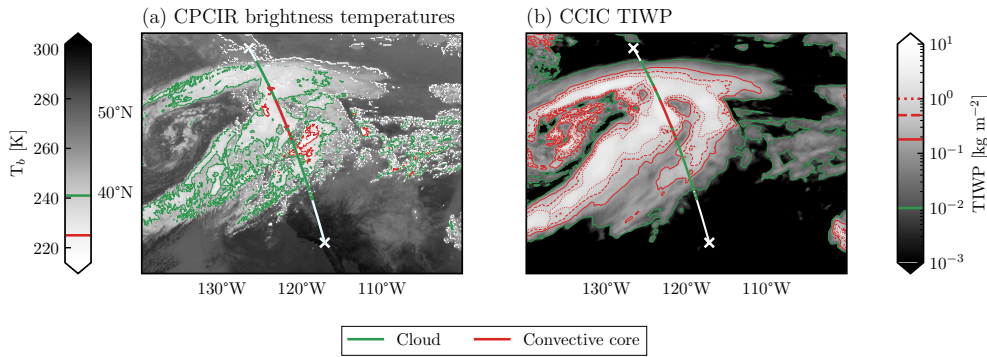 (a) CPCIR brightness temperatures
(b) CCIC TIWP
300
280
260
240
220
T_b [K]
50°N
40°N
130°W
120°W
110°W
130°W
120°W
110°W
10^1
10^0
10^−1
10^−2
10^−3
TIWP [kg m^−2]
Cloud
Convective core